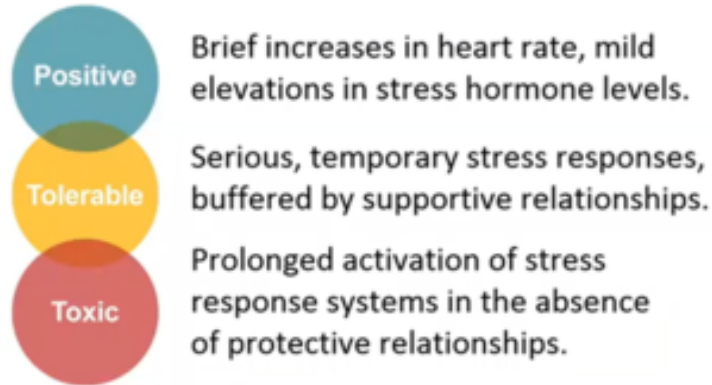 Positive
Brief increases in heart rate, mild
elevations in stress hormone levels.
Tolerable
Serious, temporary stress responses,
buffered by supportive relationships.
Toxic
Prolonged activation of stress
response systems in the absence
of protective relationships.